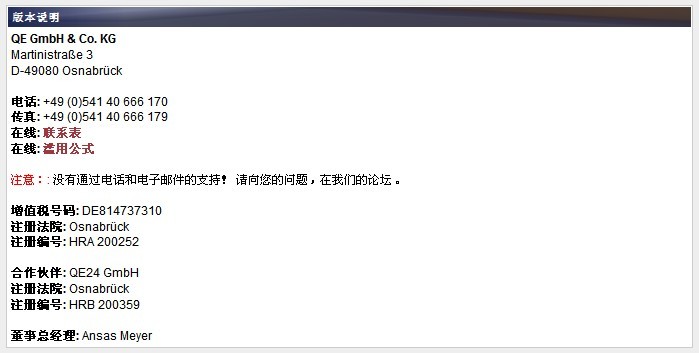 版本说明
QE GmbH & Co. KG
Martinistraße 3
D-49080 Osnabrück
电话: +49 (0)541 40 666 170
传真: +49 (0)541 40 666 179
在线: 联系表
在线: 滥用公式
注意：: 没有通过电话和电子邮件的支持！ 请向您的问题，在我们的论坛 。
增值税号码: DE814737310
注册法院: Osnabrück
注册编号: HRA 200252
合作伙伴: QE24 GmbH
注册法院: Osnabrück
注册编号: HRB 200359
董事总经理: Ansas Meyer